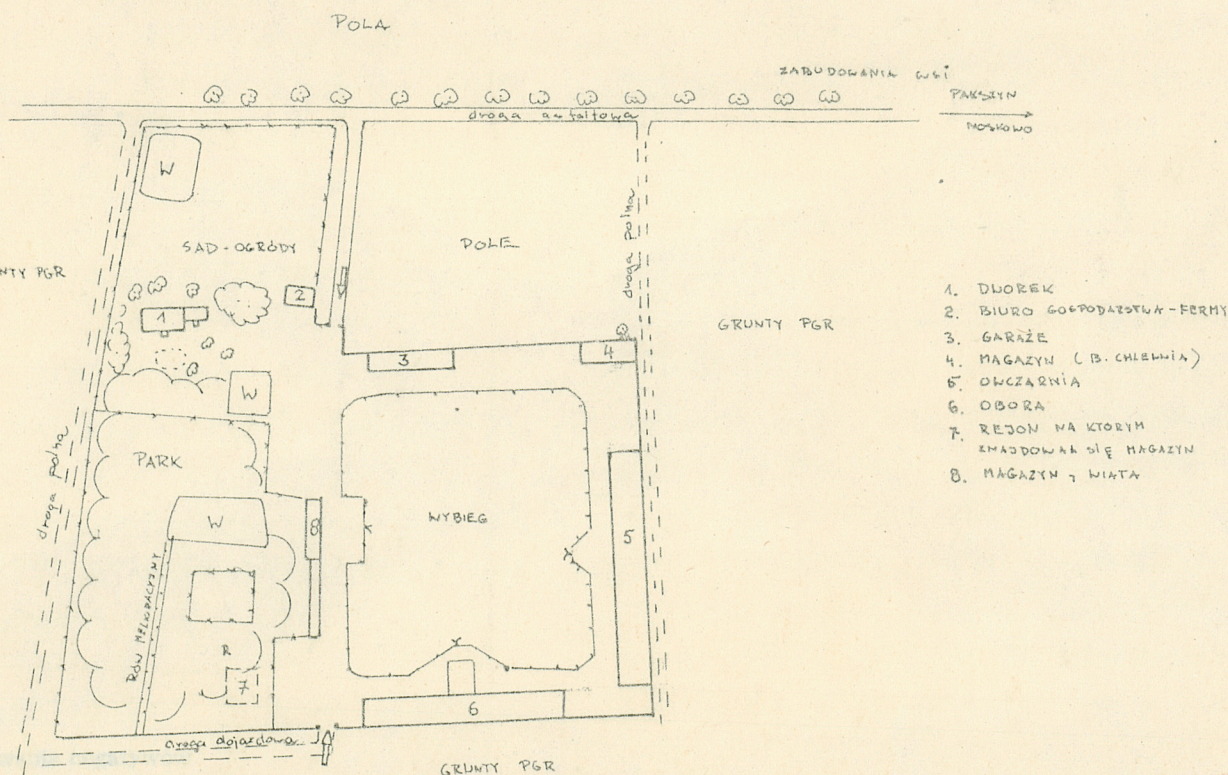 POLA
ZABUDOWANIA WSI
PAKSZYN
MOSKOWO
droga asfaltowa
W
SAD-OGRÓDY
POLE
droga polna
NTY PGR
GRUNTY PGR
1
2
3
4
W
PARK
droga polna
W
8
WYBIEG
5
RÓW MELIORACYJNY
R
7
6
droga dojazdowa
GRUNTY PGR
1. DWOREK
2. BIURO GOSPODARSTWA-FERMY
3. GARAŻE
4. MAGAZYN (B. CHLEWNIA)
5. OWCZARNIA
6. OBORA
7. REJON NA KTÓRYM
ZNAJDOWAŁ SIĘ MAGAZYN
8. MAGAZYN, WIATA